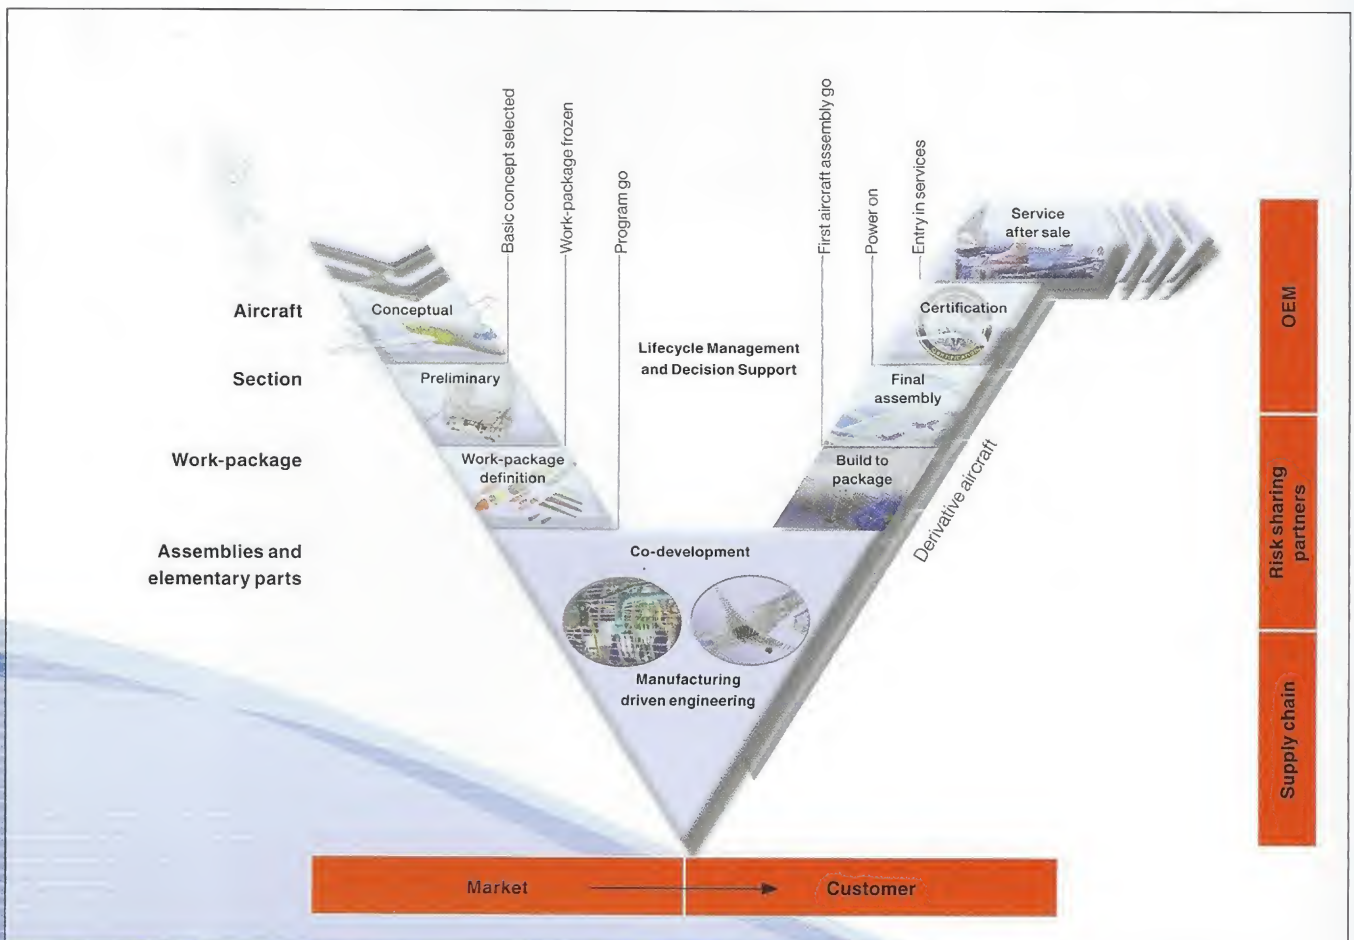 Basic concept selected
Work-package frozen
Program go
First aircraft assembly go
Power on
Entry in services
Service
after sale
Aircraft
Conceptual
Certification
Lifecycle Management
and Decision Support
Section
Preliminary
Final
assembly
Work-package
Work-package
definition
Build to
package
Derivative aircraft
Assemblies and
elementary parts
Co-development
Manufacturing
driven engineering
OEM
Risk sharing
partners
Supply chain
Market
Customer
CERTIFICATION